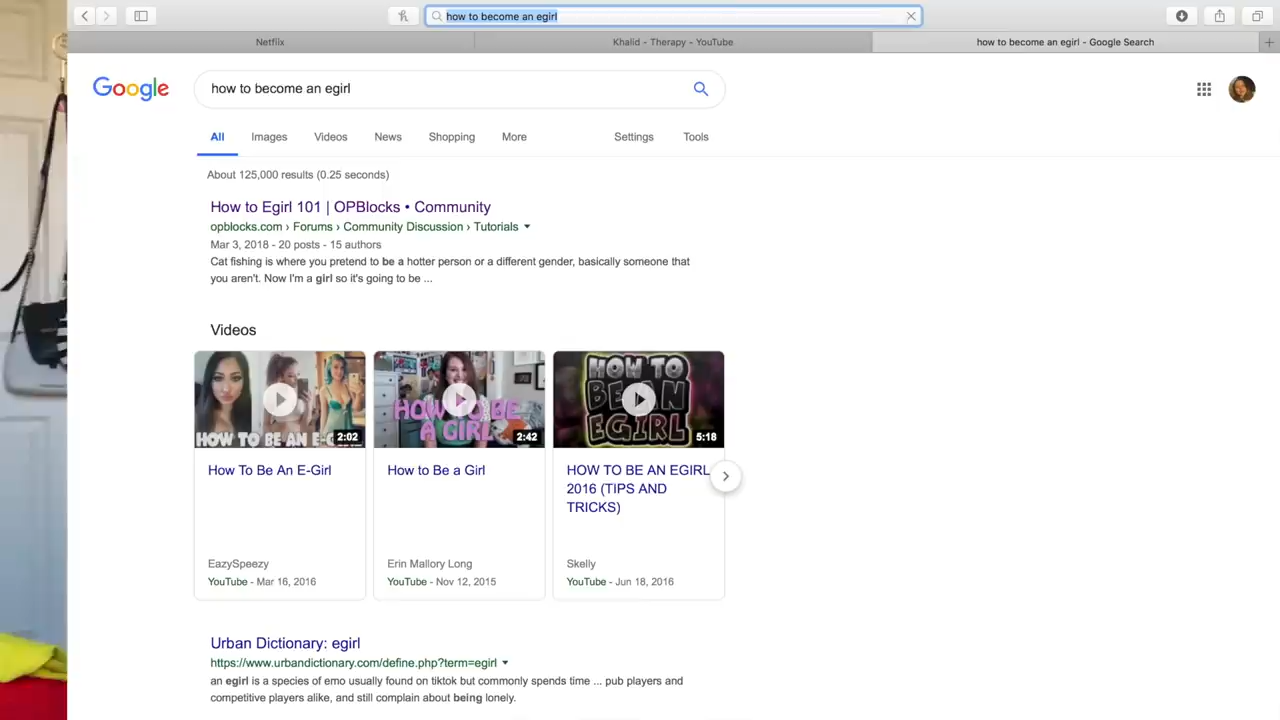 how to become an egirl
Netflix
Khalid - Therapy - YouTube
how to become an egirl - Google Search
Google
how to become an egirl
All
Images
Videos
News
Shopping
More
Settings
Tools
About 125,000 results (0.25 seconds)
How to Egirl 101 | OPBlocks • Community
opblocks.com › Forums › Community Discussion › Tutorials
Mar 3, 2018 - 20 posts - 15 authors
Cat fishing is where you pretend to be a hotter person or a different gender, basically someone that
you aren't. Now I'm a girl so it's going to be ...
Videos
HOW TO BE AN E-G
2:02
HOW TO BE
A GIRL
2:42
HOW TO
BE AN
EGIRL
5:18
How To Be An E-Girl
How to Be a Girl
HOW TO BE AN EGIRL
2016 (TIPS AND
TRICKS)
EazySpeezy
Erin Mallory Long
Skelly
YouTube - Mar 16, 2016
YouTube - Nov 12, 2015
YouTube - Jun 18, 2016
Urban Dictionary: egirl
https://www.urbandictionary.com/define.php?term=egirl
an egirl is a species of emo usually found on tiktok but commonly spends time ... pub players and
competitive players alike, and still complain about being lonely.